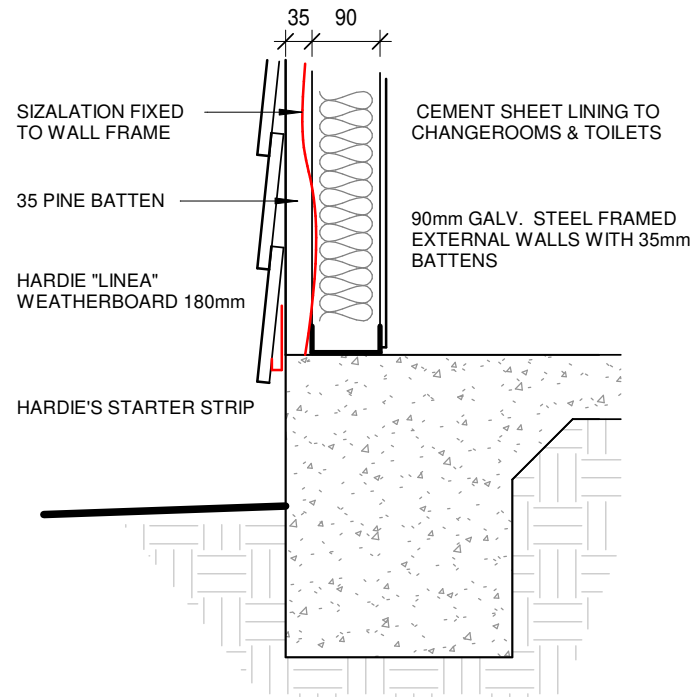 35 90
SIZALATION FIXED
TO WALL FRAME
CEMENT SHEET LINING TO
CHANGEROOMS & TOILETS
35 PINE BATTEN
90mm GALV. STEEL FRAMED
EXTERNAL WALLS WITH 35mm
BATTENS
HARDIE "LINEA"
WEATHERBOARD 180mm
HARDIE'S STARTER STRIP